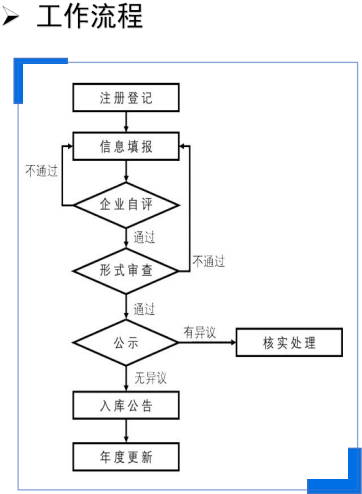 工作流程
注册登记
信息填报
不通过
企业自评
通过
形式审查
不通过
通过
公示
有异议
核实处理
无异议
入库公告
年度更新